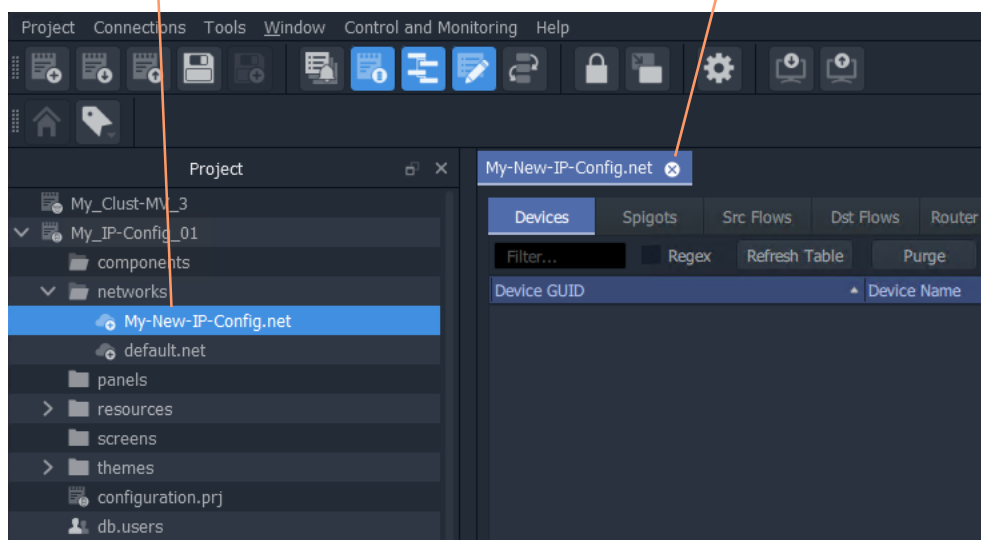 Project Connections Tools Window Control and Monitoring Help
Project
My_Clust-MV_3
My_IP-Config_01
components
networks
My-New-IP-Config.net
default.net
panels
resources
screens
themes
configuration.prj
db.users
My-New-IP-Config.net
Devices Spigots Src Flows Dst Flows Router
Filter... Regex Refresh Table Purge
Device GUID Device Name